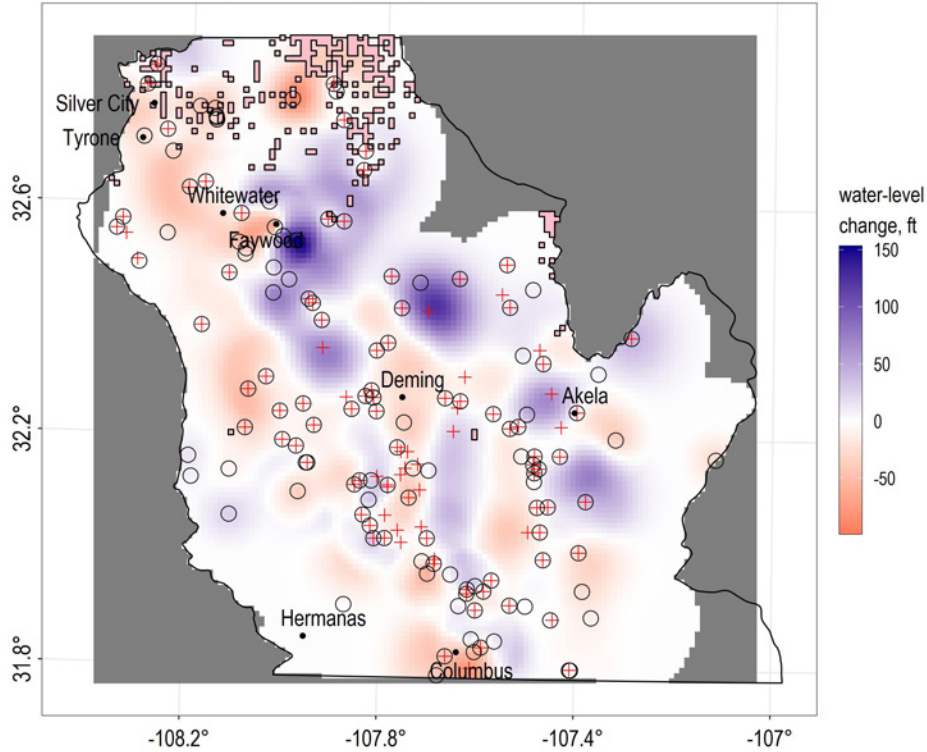 Silver City
Tyrone
Whitewater
Faywood
Deming
Akela
Hermanas
Columbus
32.6°
32.2°
31.8°
-108.2°
-107.8°
-107.4°
-107°
water-level
change, ft
150
100
50
0
-50